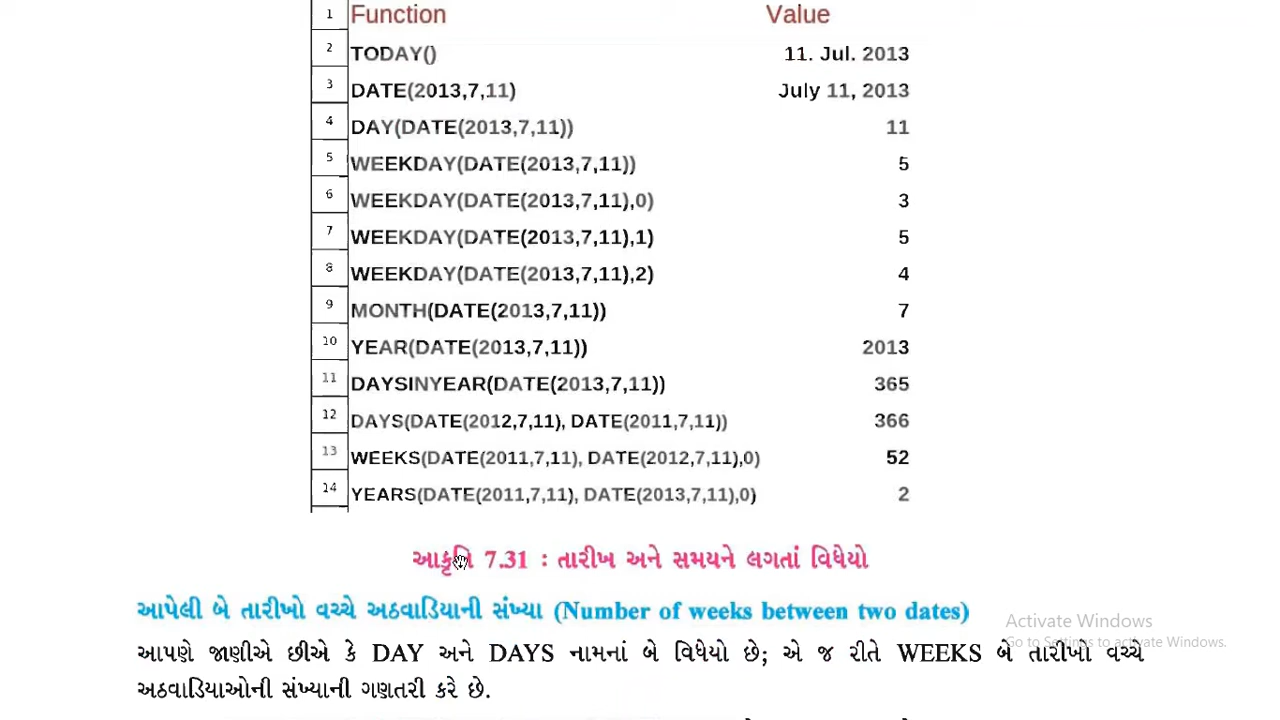 1 Function Value
2 TODAY() 11. Jul. 2013
3 DATE(2013,7,11) July 11, 2013
4 DAY(DATE(2013,7,11)) 11
5 WEEKDAY(DATE(2013,7,11)) 5
6 WEEKDAY(DATE(2013,7,11),0) 3
7 WEEKDAY(DATE(2013,7,11),1) 5
8 WEEKDAY(DATE(2013,7,11),2) 4
9 MONTH(DATE(2013,7,11)) 7
10 YEAR(DATE(2013,7,11)) 2013
11 DAYSINYEAR(DATE(2013,7,11)) 365
12 DAYS(DATE(2012,7,11), DATE(2011,7,11)) 366
13 WEEKS(DATE(2011,7,11), DATE(2012,7,11),0) 52
14 YEARS(DATE(2011,7,11), DATE(2013,7,11),0) 2
આકૃતિ 7.31 : તારીખ અને સમયને લગતાં વિધેયો
આપેલી બે તારીખો વચ્ચે અઠવાડિયાની સંખ્યા (Number of weeks between two dates)
આપણે જાણીએ છીએ કે DAY અને DAYS નામનાં બે વિધેયો છે; એ જ રીતે WEEKS બે તારીખો વચ્ચે
અઠવાડિયાઓની સંખ્યાની ગણતરી કરે છે.
Activate Windows
Go to Settings to activate Windows.